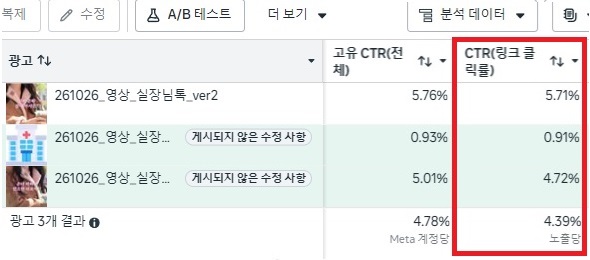 복제
수정
A/B 테스트
더 보기
분석 데이터
광고
고유 CTR(전체)
CTR(링크 클릭률)
261026_영상_실장님톡_ver2
5.76%
5.71%
261026_영상_실장...
게시되지 않은 수정 사항
0.93%
0.91%
261026_영상_실장...
게시되지 않은 수정 사항
5.01%
4.72%
광고 3개 결과
4.78%
4.39%
Meta 계정당
노출당